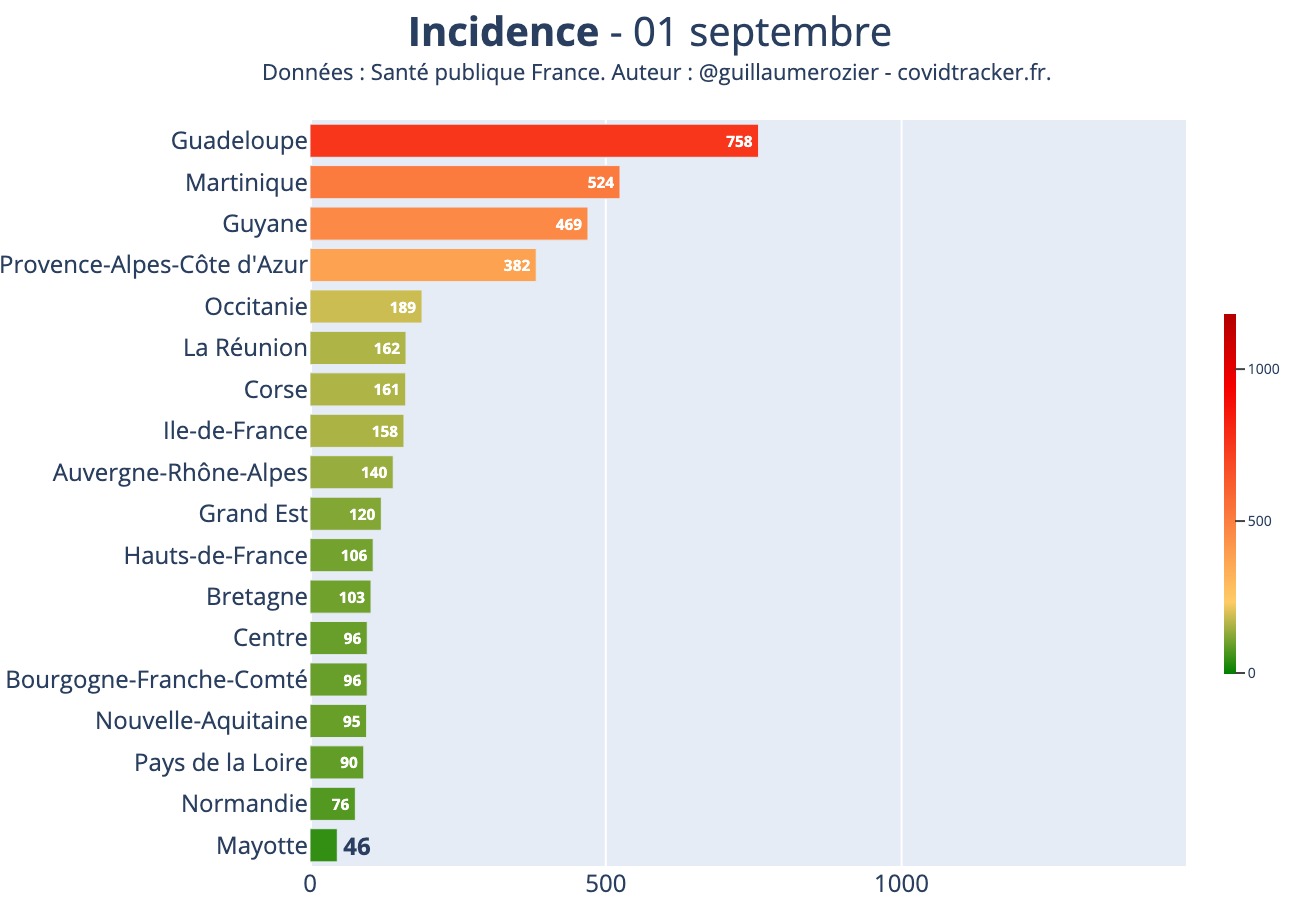 Incidence - 01 septembre
Données : Santé publique France. Auteur : @guillaumerozier - covidtracker.fr.
Guadeloupe 758
Martinique 524
Guyane 469
Provence-Alpes-Côte d'Azur 382
Occitanie 189
La Réunion 162
Corse 161
Ile-de-France 158
Auvergne-Rhône-Alpes 140
Grand Est 120
Hauts-de-France 106
Bretagne 103
Centre 96
Bourgogne-Franche-Comté 96
Nouvelle-Aquitaine 95
Pays de la Loire 90
Normandie 76
Mayotte 46
0 500 1000
1000
500
0